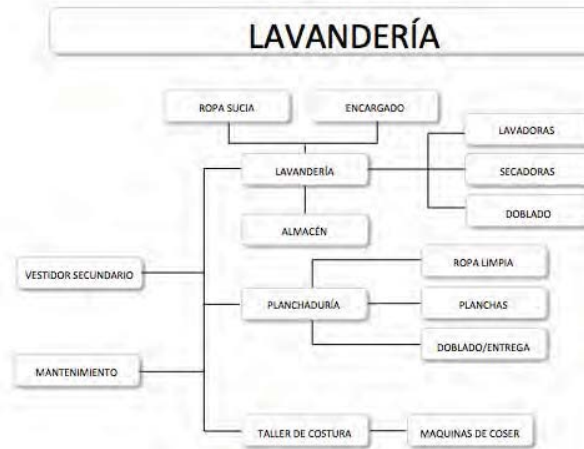 LAVANDERÍA
ROPA SUCIA
ENCARGADO
LAVADORAS
LAVANDERÍA
SECADORAS
DOBLADO
ALMACÉN
ROPA LIMPIA
VESTIDOR SECUNDARIO
PLANCHADURÍA
PLANCHAS
DOBLADO/ENTREGA
MANTENIMIENTO
TALLER DE COSTURA
MAQUINAS DE COSER